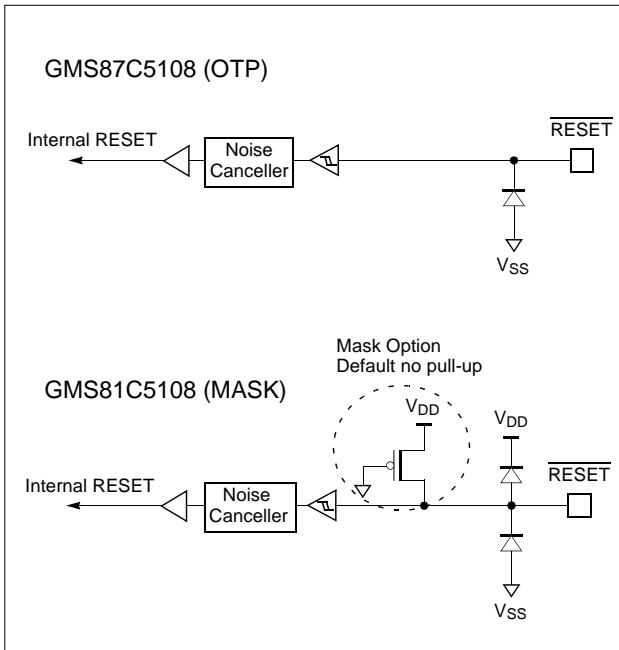 GMS87C5108 (OTP)
Internal RESET
Noise
Canceller
RESET
VSS
Mask Option
Default no pull-up
GMS81C5108 (MASK)
VDD
VDD
Internal RESET
Noise
Canceller
RESET
VSS